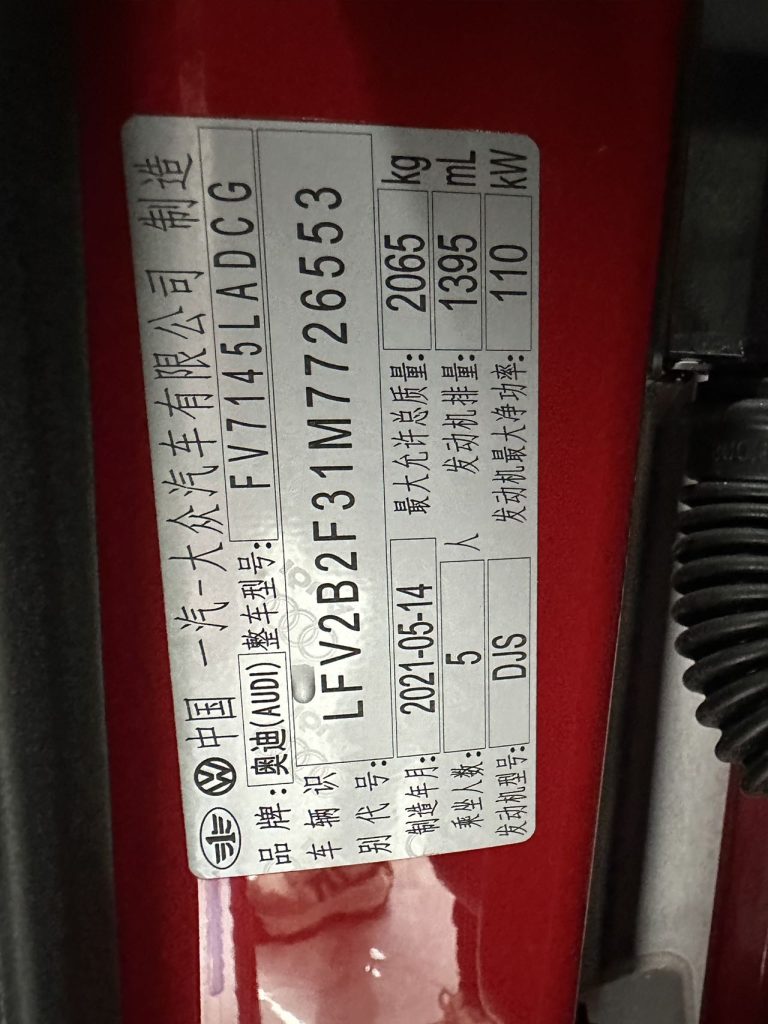 中国 一汽-大众汽车有限公司 制造
品牌: 奥迪(AUDI) 整车型号: FV7145LADCG
车辆识别代号: LFV2B2F31M7726553
制造年月: 2021-05-14 最大允许总质量: 2065 kg
乘坐人数: 5 人 发动机排量: 1395 mL
发动机型号: DJS 发动机最大净功率: 110 kW